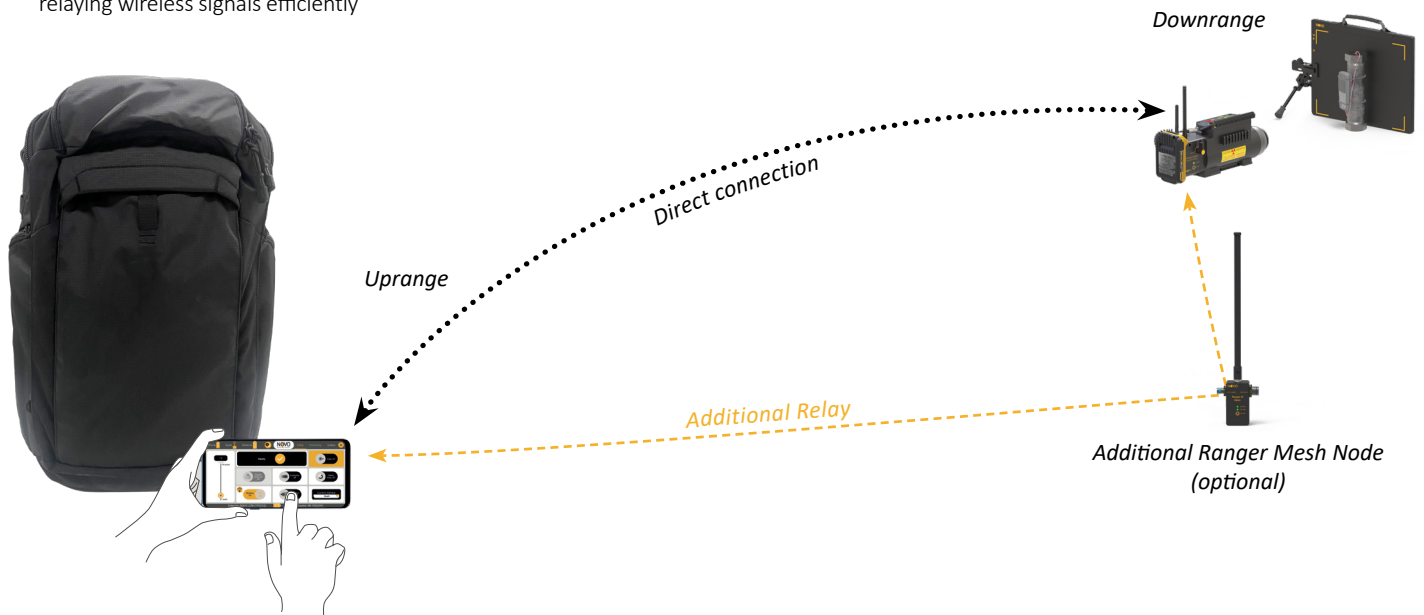 relaying wireless signals efficiently
Downrange
Direct connection
Uprange
NOVO
Additional Relay
Additional Ranger Mesh Node
(optional)